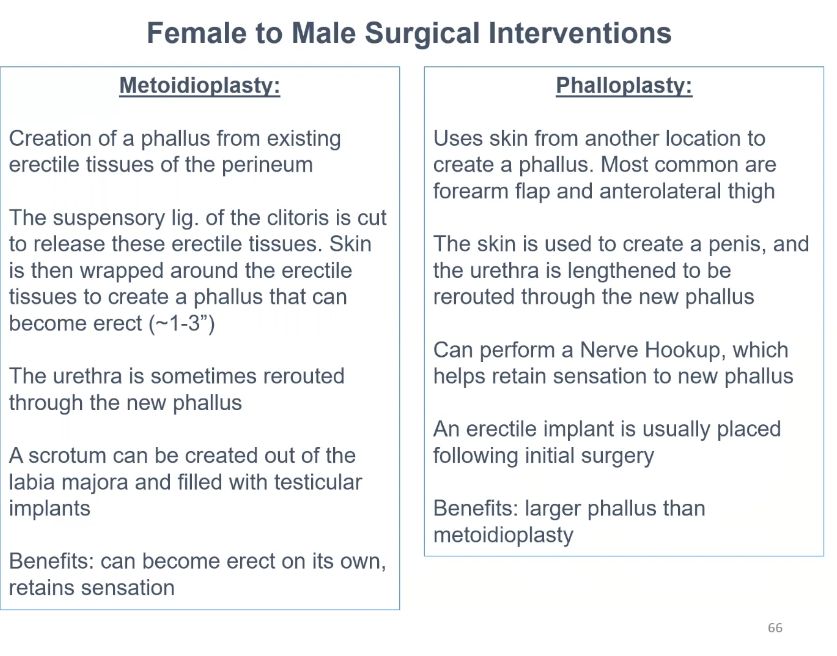 Female to Male Surgical Interventions
Metoidioplasty:
Creation of a phallus from existing
erectile tissues of the perineum
The suspensory lig. of the clitoris is cut
to release these erectile tissues. Skin
is then wrapped around the erectile
tissues to create a phallus that can
become erect (~1-3”)
The urethra is sometimes rerouted
through the new phallus
A scrotum can be created out of the
labia majora and filled with testicular
implants
Benefits: can become erect on its own,
retains sensation
Phalloplasty:
Uses skin from another location to
create a phallus. Most common are
forearm flap and anterolateral thigh
The skin is used to create a penis, and
the urethra is lengthened to be
rerouted through the new phallus
Can perform a Nerve Hookup, which
helps retain sensation to new phallus
An erectile implant is usually placed
following initial surgery
Benefits: larger phallus than
metoidioplasty
66